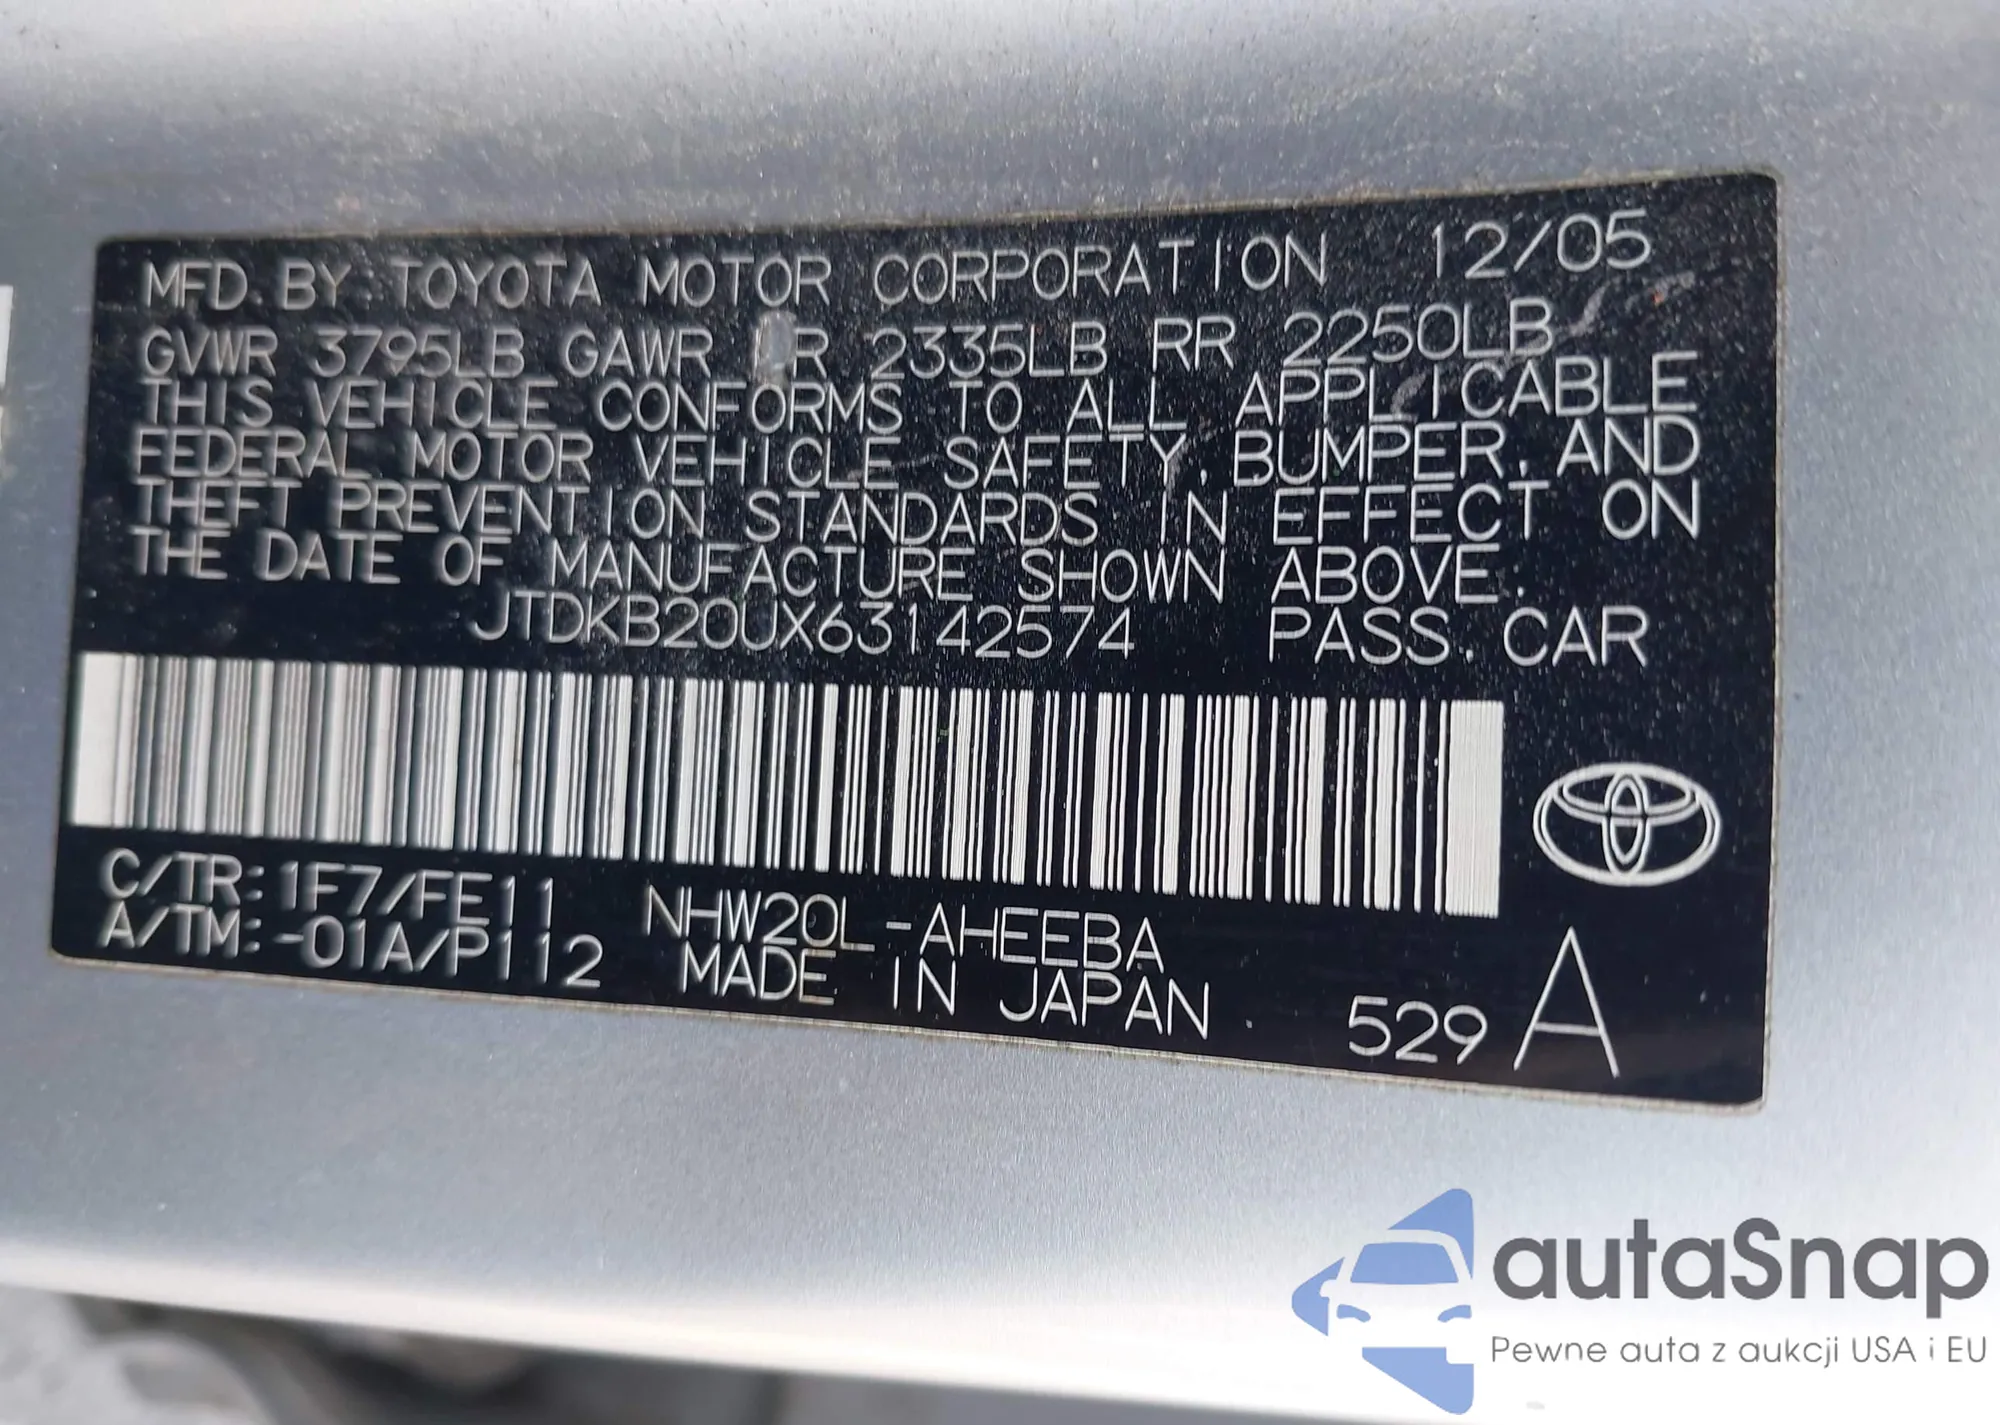 MFD. BY TOYOTA MOTOR CORPORATION 12/05
GVWR 3795LB GAWR R 2335LB RR 2250LB
THIS VEHICLE CONFORMS TO ALL APPLICABLE
FEDERAL MOTOR VEHICLE SAFETY, BUMPER, AND
THEFT PREVENTION STANDARDS IN EFFECT ON
THE DATE OF MANUFACTURE SHOWN ABOVE.
JTDKB20UX63142574 PASS. CAR
C/TR: 1F7/FE11 NHW20L-AHEEBA
A/TM: -01A/P112 MADE IN JAPAN 529 A
autaSnap
Pewne auta z aukcji USA i EU